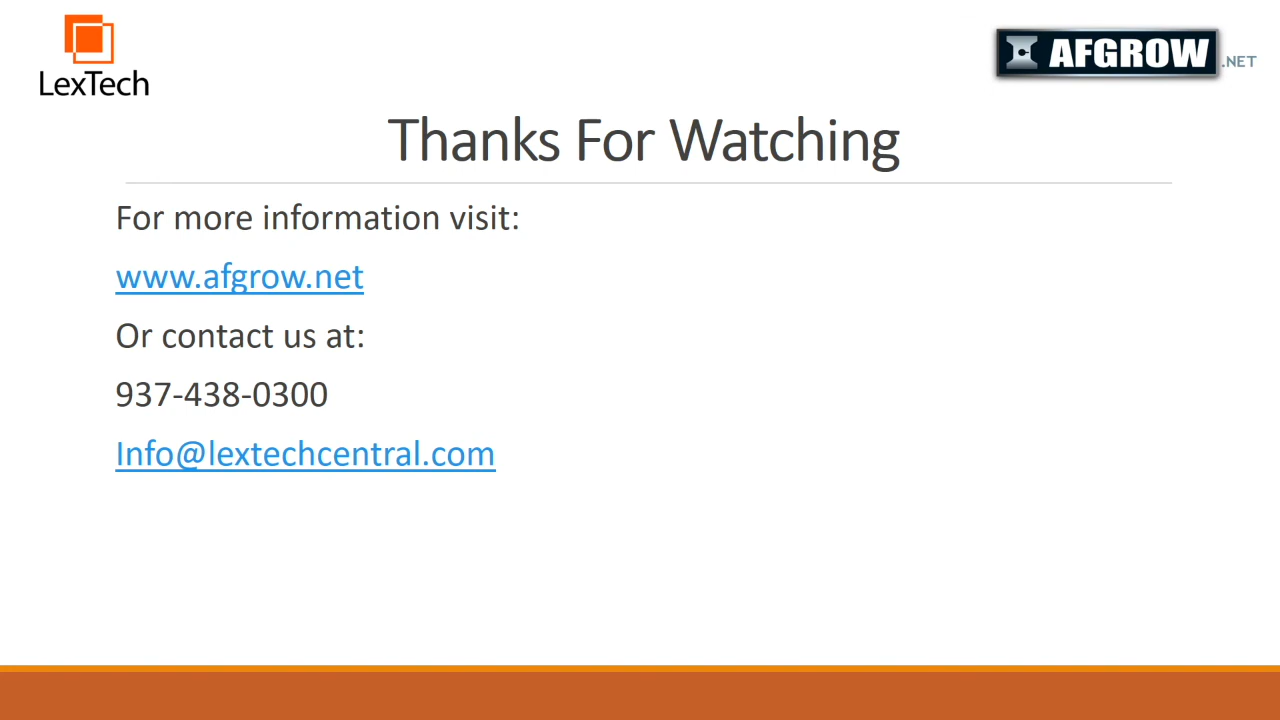 LexTech
AFGROW.NET
Thanks For Watching
For more information visit:
www.afgrow.net
Or contact us at:
937-438-0300
Info@lextechcentral.com